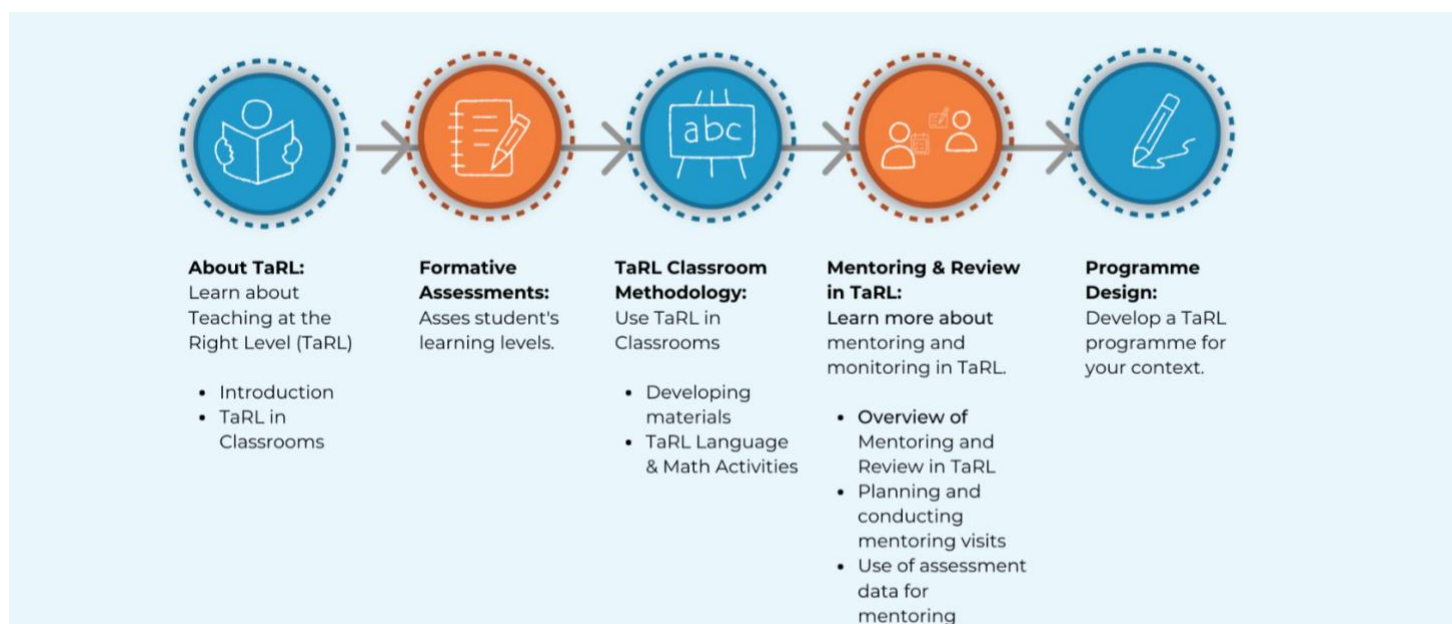 abc
About TaRL:
Learn about
Teaching at the
Right Level (TaRL)
• Introduction
• TaRL in
Classrooms
Formative
Assessments:
Asses student's
learning levels.
TaRL Classroom
Methodology:
Use TaRL in
Classrooms
• Developing
materials
• TaRL Language
& Math Activities
Mentoring & Review
in TaRL:
Learn more about
mentoring and
monitoring in TaRL.
• Overview of
Mentoring and
Review in TaRL
• Planning and
conducting
mentoring visits
• Use of assessment
data for
mentoring
Programme
Design:
Develop a TaRL
programme for
your context.